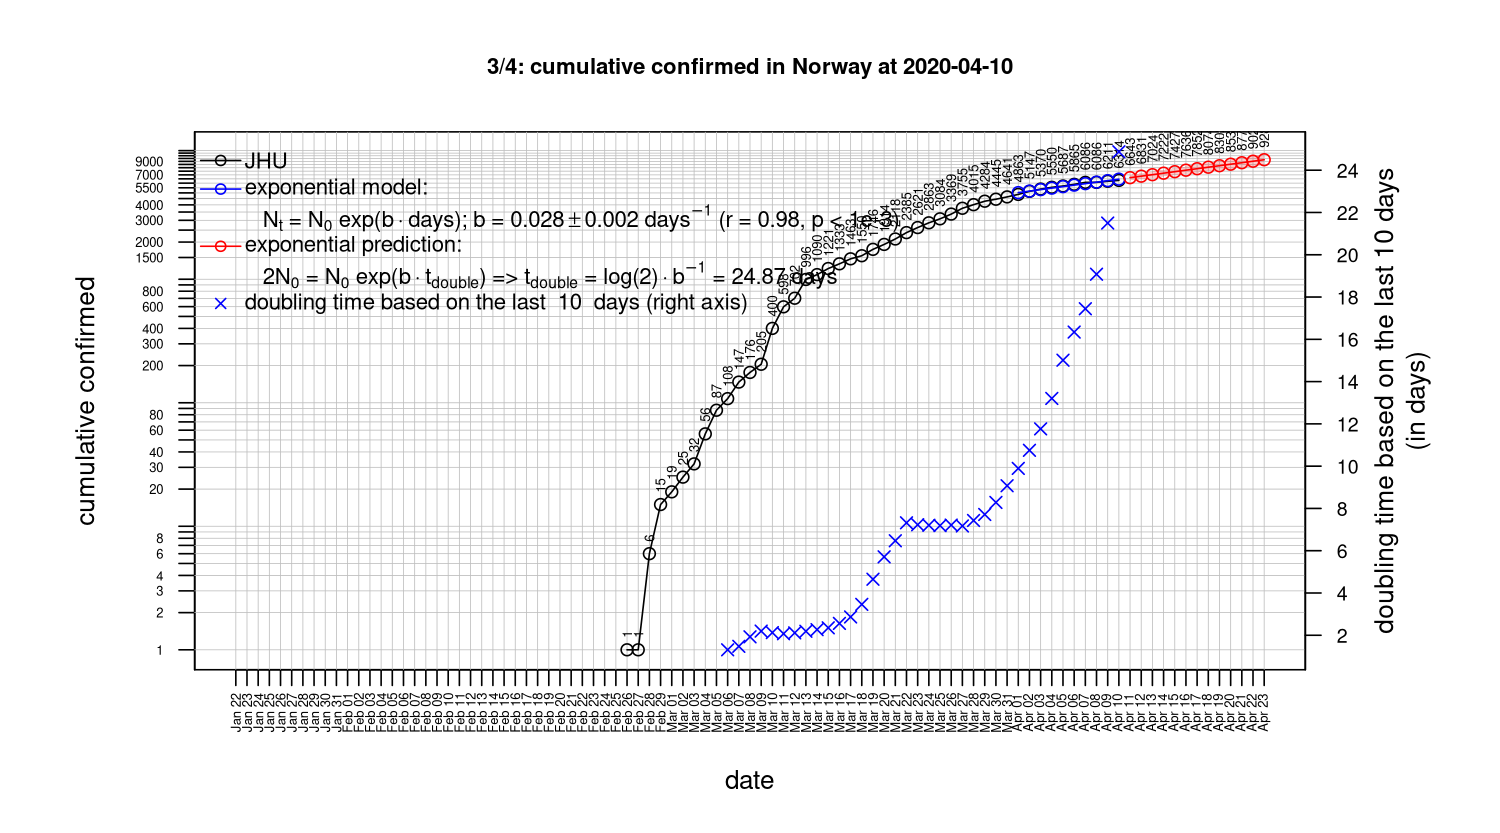 3/4: cumulative confirmed in Norway at 2020-04-10
JHU
exponential model:
Nt = N0 exp(b · days); b = 0.028 ± 0.002 days−1 (r = 0.98, p <
exponential prediction:
2N0 = N0 exp(b · tdouble) => tdouble = log(2) · b−1 = 24.87 days
doubling time based on the last 10 days (right axis)
cumulative confirmed
9000
7000
5500
4000
3000
2000
1500
800
600
400
300
200
80
60
40
30
20
8
6
4
3
2
1
1
1
6
15
19
25
32
56
87
108
147
176
205
400
598
702
996
1090
1221
1333
1463
1550
1746
1914
2118
2385
2621
2863
3084
3369
3755
4015
4284
4445
4641
4863
5147
5370
5550
5687
5865
6086
6086
6211
6314
6643
6831
7024
7222
7427
7636
24
22
20
18
16
14
12
10
8
6
4
2
doubling time based on the last 10 days
(in days)
Jan 22
Jan 23
Jan 24
Jan 25
Jan 26
Jan 27
Jan 28
Jan 29
Jan 30
Jan 31
Feb 01
Feb 02
Feb 03
Feb 04
Feb 05
Feb 06
Feb 07
Feb 08
Feb 09
Feb 10
Feb 11
Feb 12
Feb 13
Feb 14
Feb 15
Feb 16
Feb 17
Feb 18
Feb 19
Feb 20
Feb 21
Feb 22
Feb 23
Feb 24
Feb 25
Feb 26
Feb 27
Feb 28
Feb 29
Mar 01
Mar 02
Mar 03
Mar 04
Mar 05
Mar 06
Mar 07
Mar 08
Mar 09
Mar 10
Mar 11
Mar 12
Mar 13
Mar 14
Mar 15
Mar 16
Mar 17
Mar 18
Mar 19
Mar 20
Mar 21
Mar 22
Mar 23
Mar 24
Mar 25
Mar 26
Mar 27
Mar 28
Mar 29
Mar 30
Mar 31
Apr 01
Apr 02
Apr 03
Apr 04
Apr 05
Apr 06
Apr 07
Apr 08
Apr 09
Apr 10
Apr 11
Apr 12
Apr 13
Apr 14
Apr 15
Apr 16
Apr 17
Apr 18
Apr 19
Apr 20
Apr 21
Apr 22
Apr 23
date